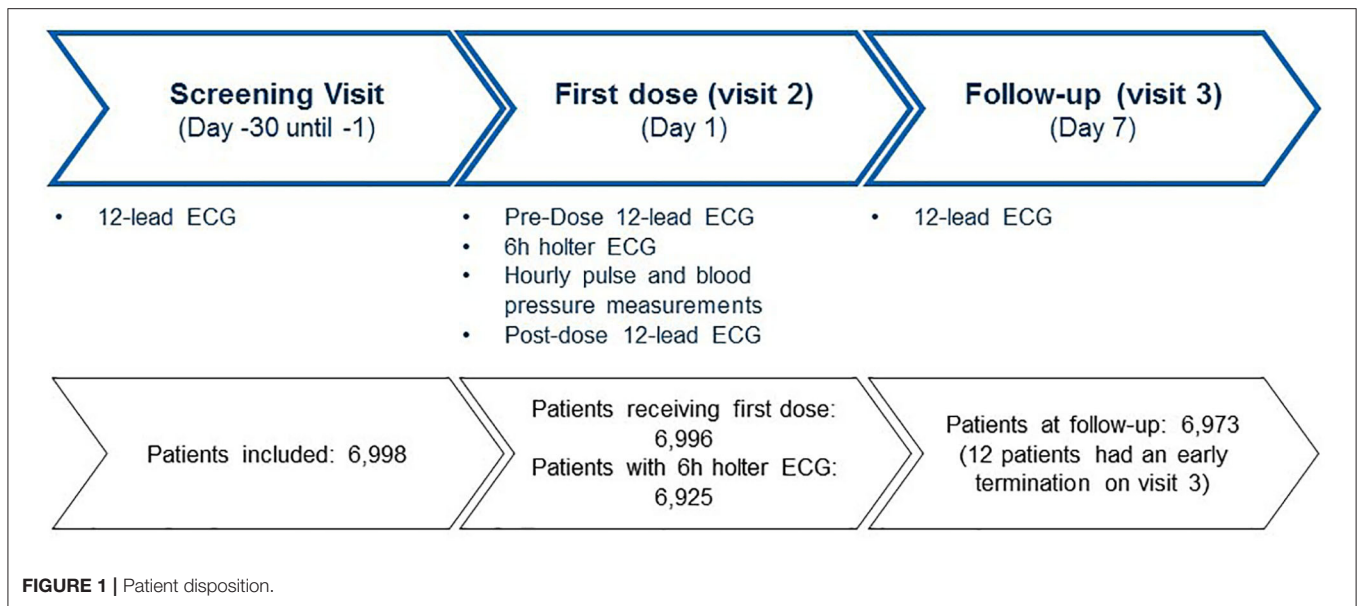 Screening Visit
(Day -30 until -1)
First dose (visit 2)
(Day 1)
Follow-up (visit 3)
(Day 7)
• 12-lead ECG
• Pre-Dose 12-lead ECG
• 6h holter ECG
• Hourly pulse and blood
pressure measurements
• Post-dose 12-lead ECG
• 12-lead ECG
Patients included: 6,998
Patients receiving first dose:
6,996
Patients with 6h holter ECG:
6,925
Patients at follow-up: 6,973
(12 patients had an early
termination on visit 3)
FIGURE 1 | Patient disposition.